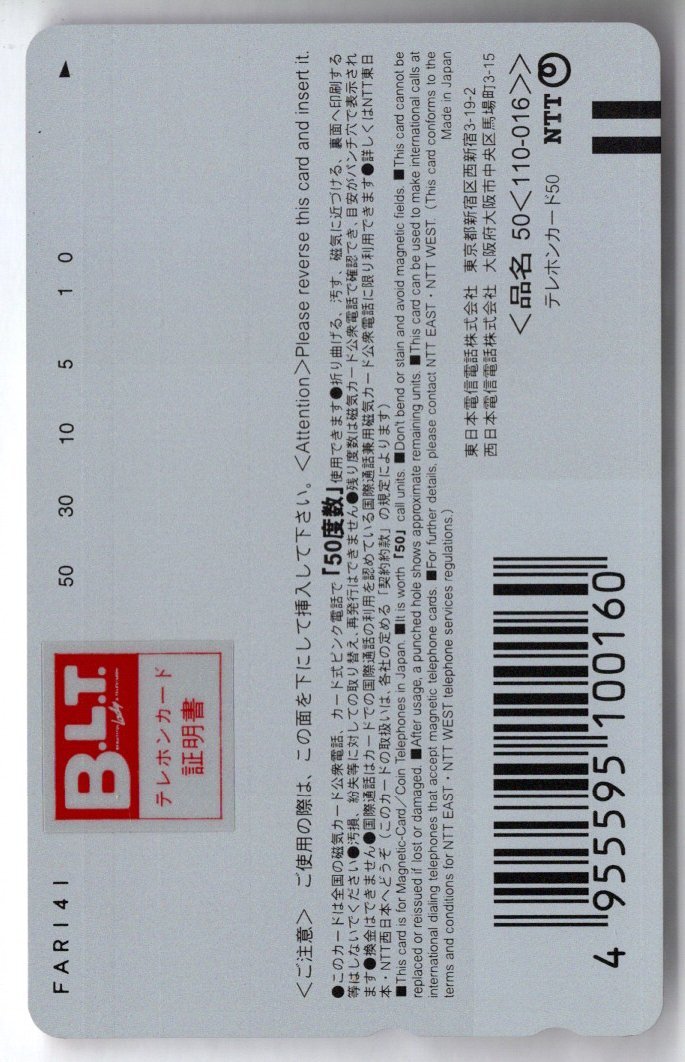 FAR141
50 30 10 5 1 0
B.L.T.
テレホンカード
証明書
<ご注意> ご使用の際は、この面を下にして挿入して下さい。<Attention>Please reverse this card and insert it.
●このカードは全国の磁気カード公衆電話、カード式ピンク電話で「50度数」使用できます●折り曲げる、汚す、磁気に近づける、裏面へ印刷する
等はしないでください●汚損、紛失等に対しての取り替え、再発行はできません●残り度数は磁気カード公衆電話で確認でき、目安がパンチ穴で表示され
ます●換金はできません●国際通話はカードでの国際通話の利用を認めている国際通話兼用磁気カード公衆電話に限り利用できます●詳しくはNTT東日
本・NTT西日本へどうぞ（このカードの取扱いは、各社の定める「契約約款」の規定によります）
■This card is for Magnetic-Card/Coin Telephones in Japan. ■It is worth「50」call units. ■Don't bend or stain and avoid magnetic fields. ■This card cannot be
replaced or reissued if lost or damaged. ■After usage, a punched hole shows approximate remaining units. ■This card can be used to make international calls at
international dialing telephones that accept magnetic telephone cards. ■For further details, please contact NTT EAST・NTT WEST. (This card conforms to the
terms and conditions for NTT EAST・NTT WEST telephone services regulations.)
Made in Japan
東日本電信電話株式会社 東京都新宿区西新宿3-19-2
西日本電信電話株式会社 大阪府大阪市中央区馬場町3-15
<品名 50<110-016>>
テレホンカード50 NTT
4 955595 100160